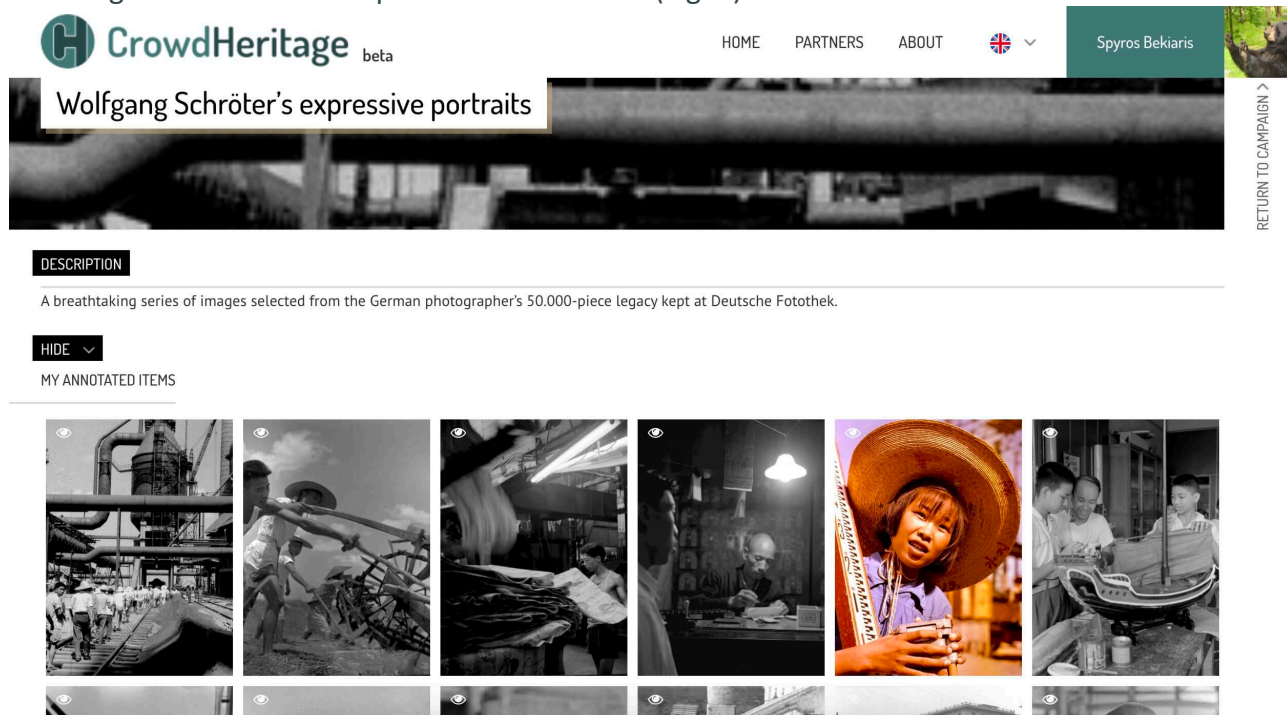 CrowdHeritage beta
HOME PARTNERS ABOUT
Spyros Bekiaris
Wolfgang Schröter's expressive portraits
RETURN TO CAMPAIGN >
DESCRIPTION
A breathtaking series of images selected from the German photographer's 50.000-piece legacy kept at Deutsche Fotothek.
HIDE
MY ANNOTATED ITEMS